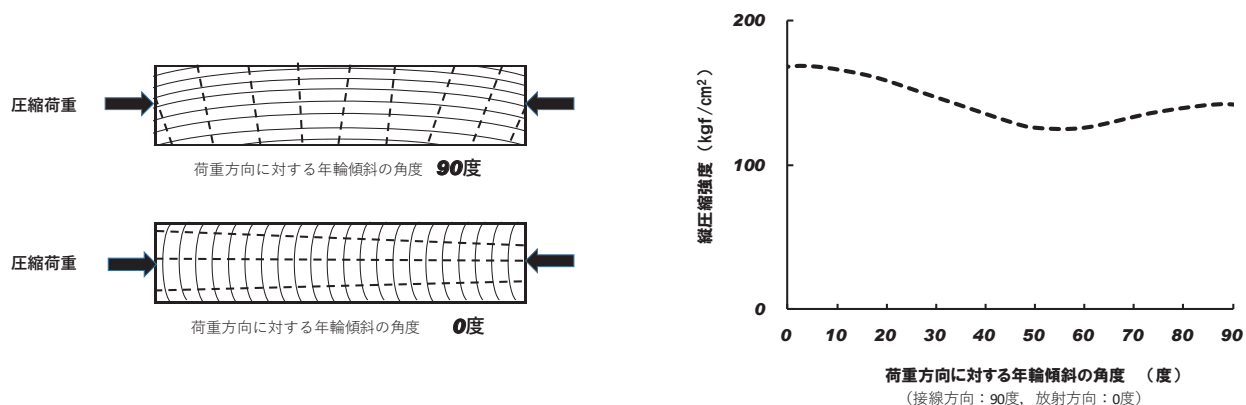 圧縮荷重
荷重方向に対する年輪傾斜の角度 90度
圧縮荷重
荷重方向に対する年輪傾斜の角度 0度
縦圧縮強度(kgf/cm²)
200
100
0
0 10 20 30 40 50 60 70 80 90
荷重方向に対する年輪傾斜の角度 (度)
(接線方向:90度, 放射方向:0度)